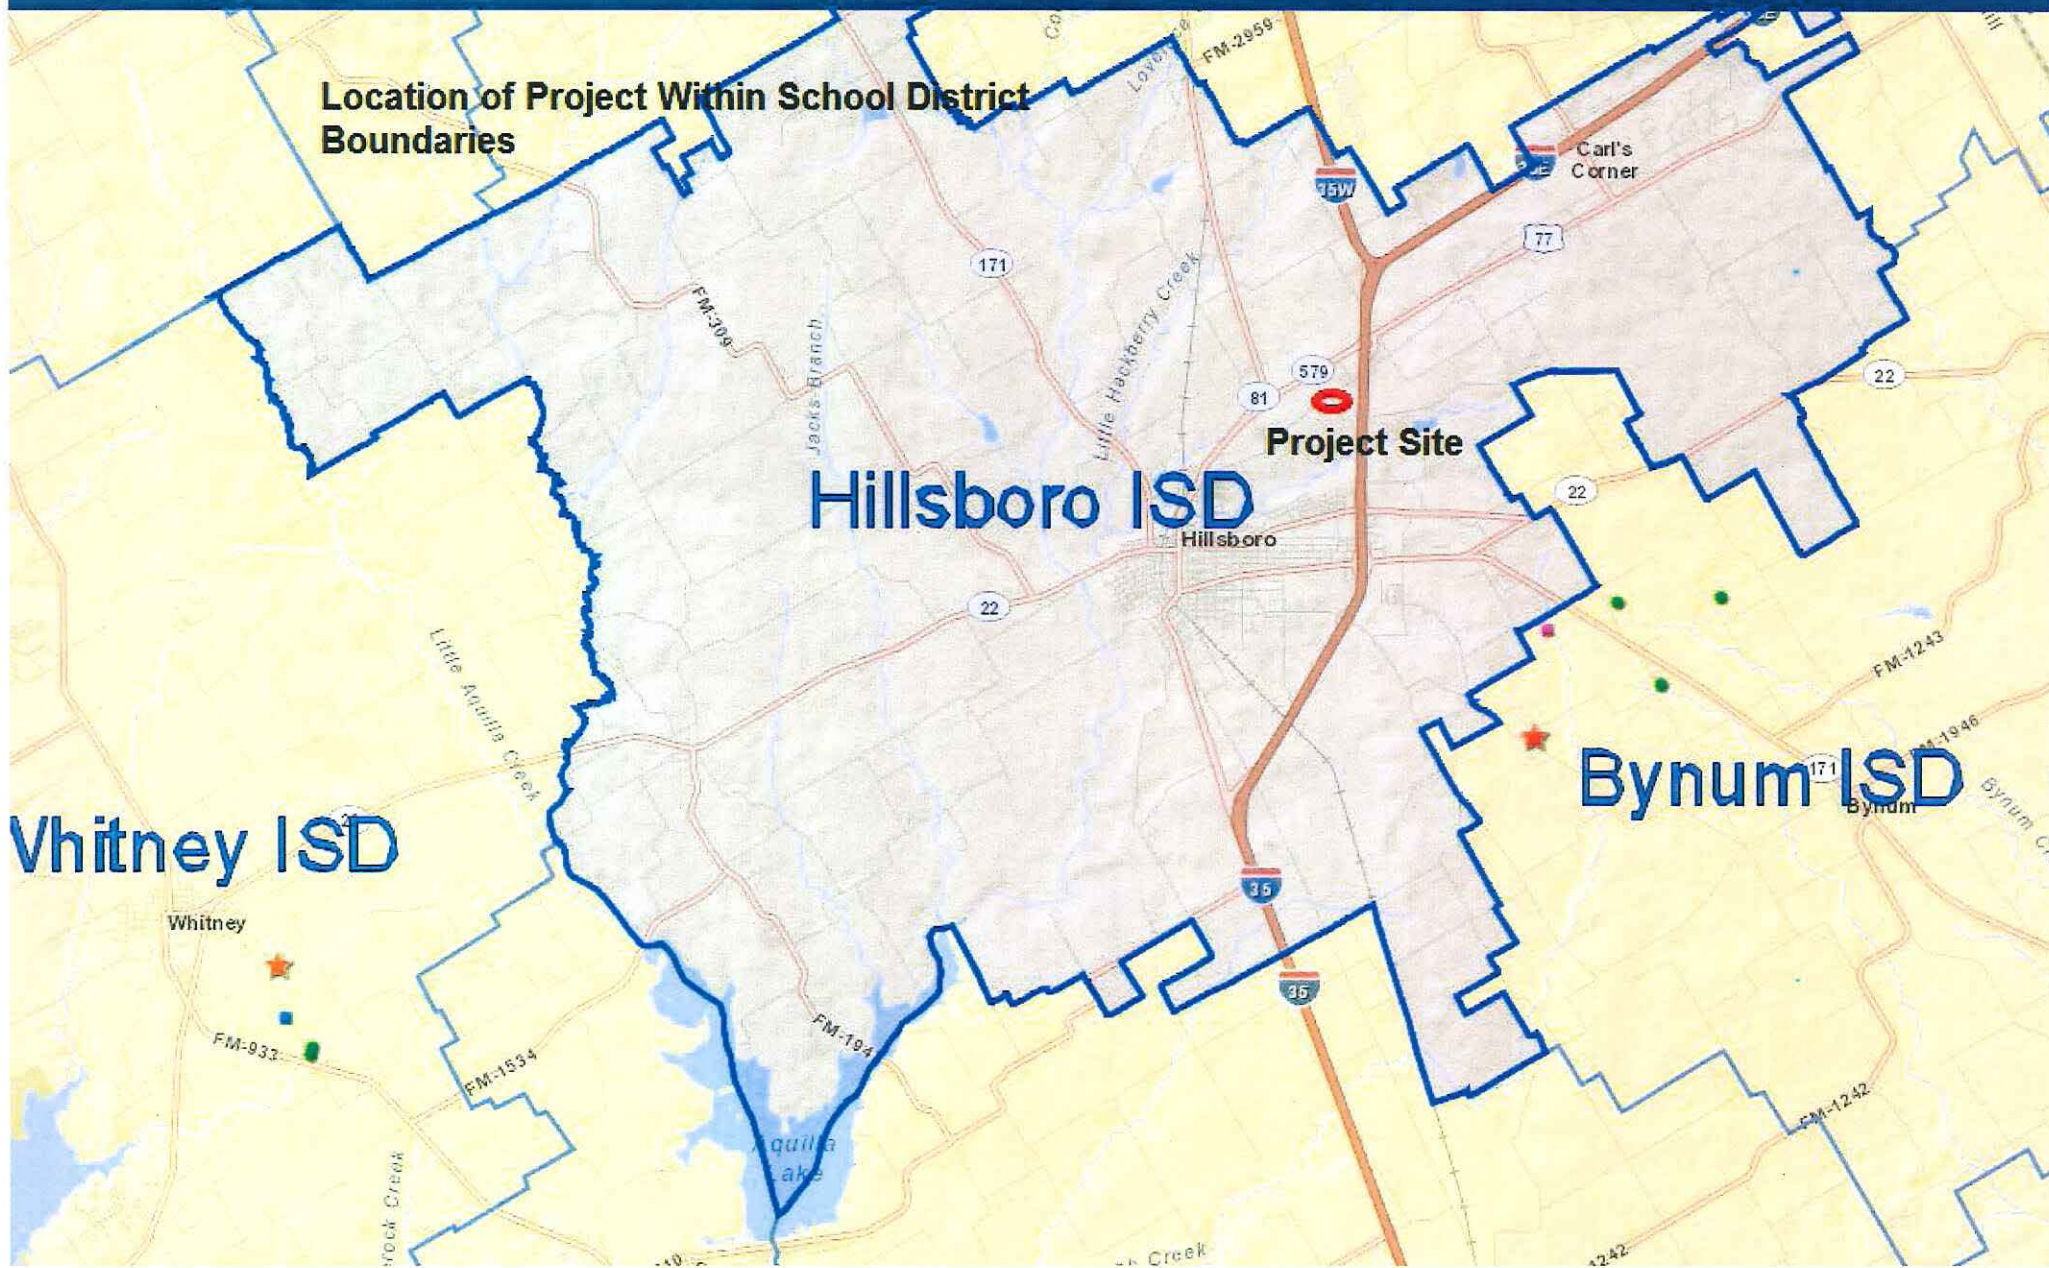 Location of Project Within School District
Boundaries
FM-2959
35W
Carl's
Corner
77
171
Little Hackberry Creek
FM-309
Jacks Branch
579
81
22
Project Site
Hillsboro ISD
22
Hillsboro
22
Little Aquilla Creek
FM-1243
FM-1946
Bynum ISD
171
Bynum
Whitney ISD
Whitney
35
35
FM-933
FM-1534
FM-194
Aquilla
Lake
FM-1242
Creek
1242